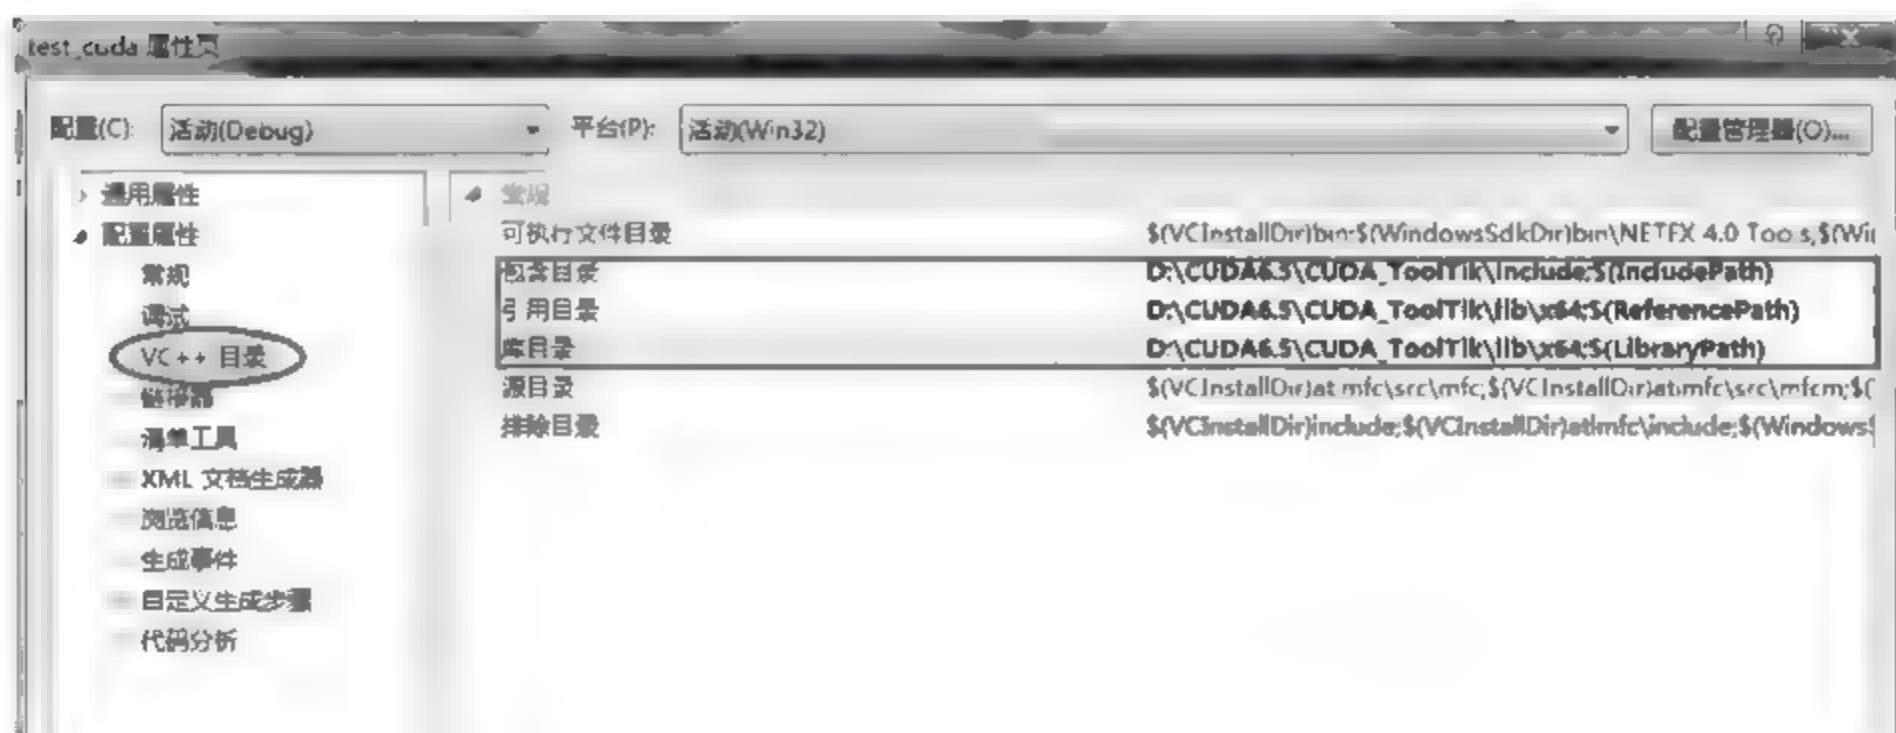 test_cuda 属性页
配置(C): 活动(Debug) 平台(P): 活动(Win32) 配置管理器(O)...
通用属性
配置属性
常规
调试
VC++ 目录
链接器
清单工具
XML 文档生成器
浏览信息
生成事件
自定义生成步骤
代码分析
常规
可执行文件目录 $(VCInstallDir)bin;$(WindowsSdkDir)bin\NETFX 4.0 Tools;$(Wi
包含目录 D:\CUDA6.5\CUDA_ToolTik\include;$(IncludePath)
引用目录 D:\CUDA6.5\CUDA_ToolTik\lib\x64;$(ReferencePath)
库目录 D:\CUDA6.5\CUDA_ToolTik\lib\x64;$(LibraryPath)
源目录 $(VCInstallDir)atlmfc\src\mfc;$(VCInstallDir)atlmfc\src\mfcm;$(
排除目录 $(VCInstallDir)include;$(VCInstallDir)atlmfc\include;$(Windows